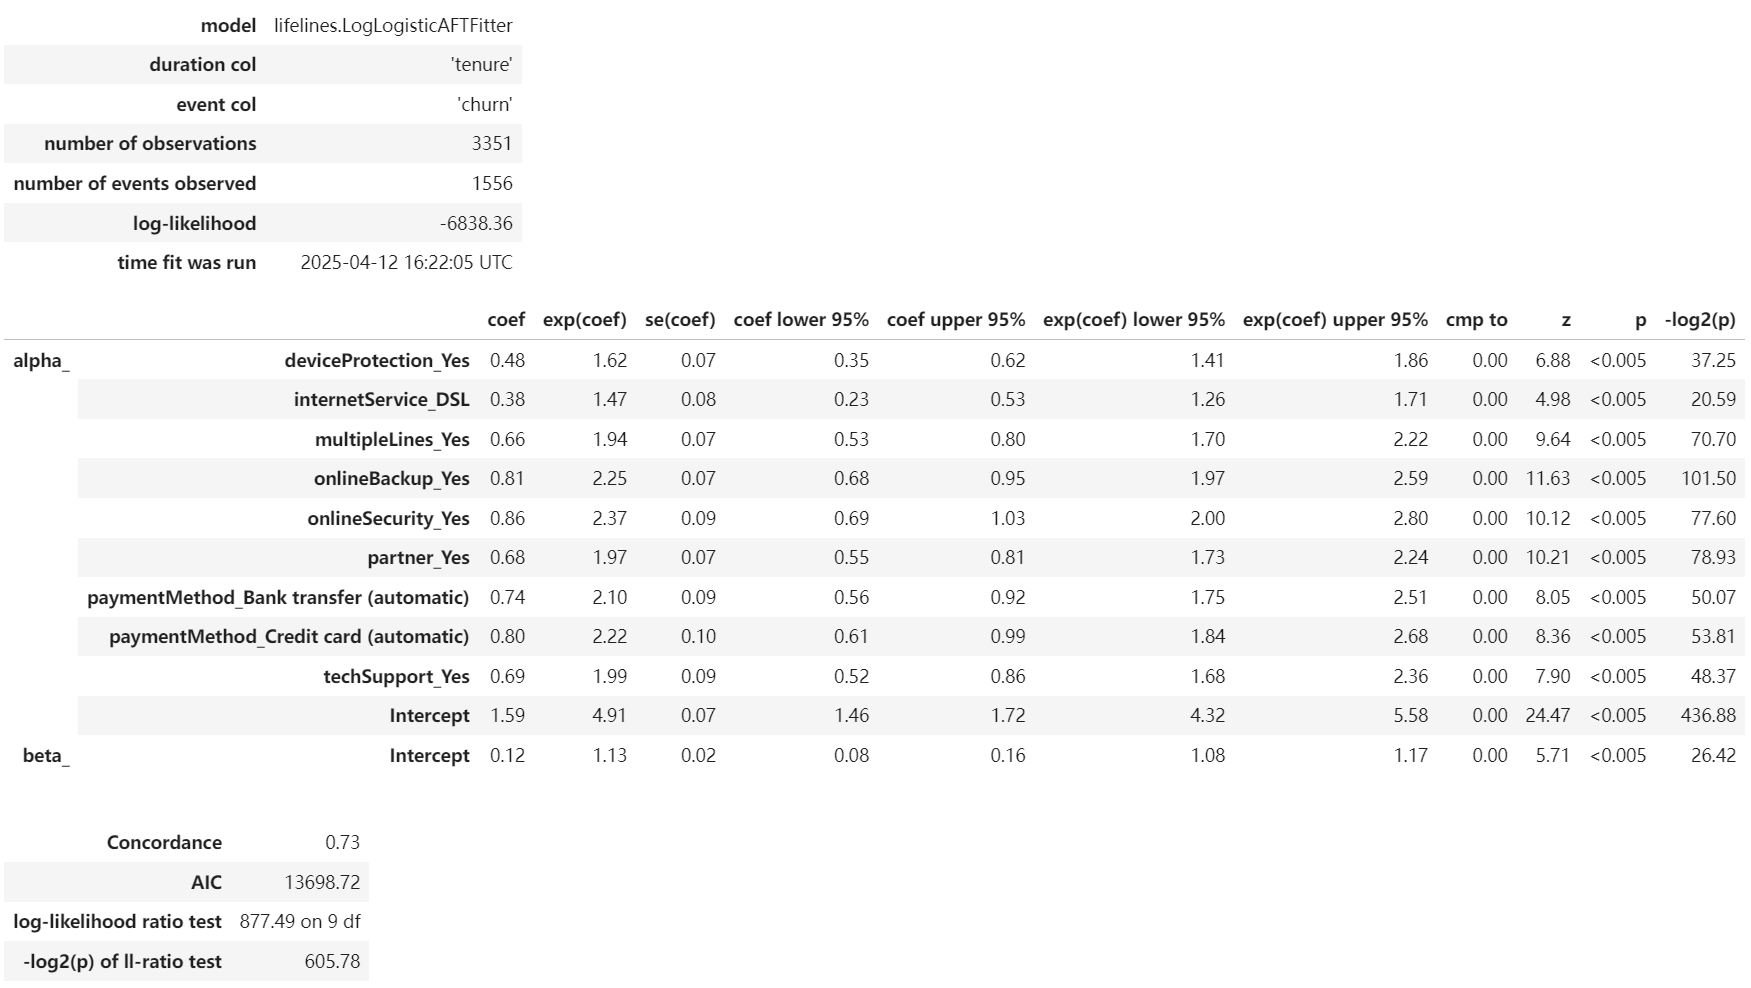 model lifelines.LogLogisticAFTFitter
duration col 'tenure'
event col 'churn'
number of observations 3351
number of events observed 1556
log-likelihood -6838.36
time fit was run 2025-04-12 16:22:05 UTC
coef exp(coef) se(coef) coef lower 95% coef upper 95% exp(coef) lower 95% exp(coef) upper 95% cmp to z p -log2(p)
alpha_ deviceProtection_Yes 0.48 1.62 0.07 0.35 0.62 1.41 1.86 0.00 6.88 <0.005 37.25
internetService_DSL 0.38 1.47 0.08 0.23 0.53 1.26 1.71 0.00 4.98 <0.005 20.59
multipleLines_Yes 0.66 1.94 0.07 0.53 0.80 1.70 2.22 0.00 9.64 <0.005 70.70
onlineBackup_Yes 0.81 2.25 0.07 0.68 0.95 1.97 2.59 0.00 11.63 <0.005 101.50
onlineSecurity_Yes 0.86 2.37 0.09 0.69 1.03 2.00 2.80 0.00 10.12 <0.005 77.60
partner_Yes 0.68 1.97 0.07 0.55 0.81 1.73 2.24 0.00 10.21 <0.005 78.93
paymentMethod_Bank transfer (automatic) 0.74 2.10 0.09 0.56 0.92 1.75 2.51 0.00 8.05 <0.005 50.07
paymentMethod_Credit card (automatic) 0.80 2.22 0.10 0.61 0.99 1.84 2.68 0.00 8.36 <0.005 53.81
techSupport_Yes 0.69 1.99 0.09 0.52 0.86 1.68 2.36 0.00 7.90 <0.005 48.37
Intercept 1.59 4.91 0.07 1.46 1.72 4.32 5.58 0.00 24.47 <0.005 436.88
beta_ Intercept 0.12 1.13 0.02 0.08 0.16 1.08 1.17 0.00 5.71 <0.005 26.42
Concordance 0.73
AIC 13698.72
log-likelihood ratio test 877.49 on 9 df
-log2(p) of ll-ratio test 605.78